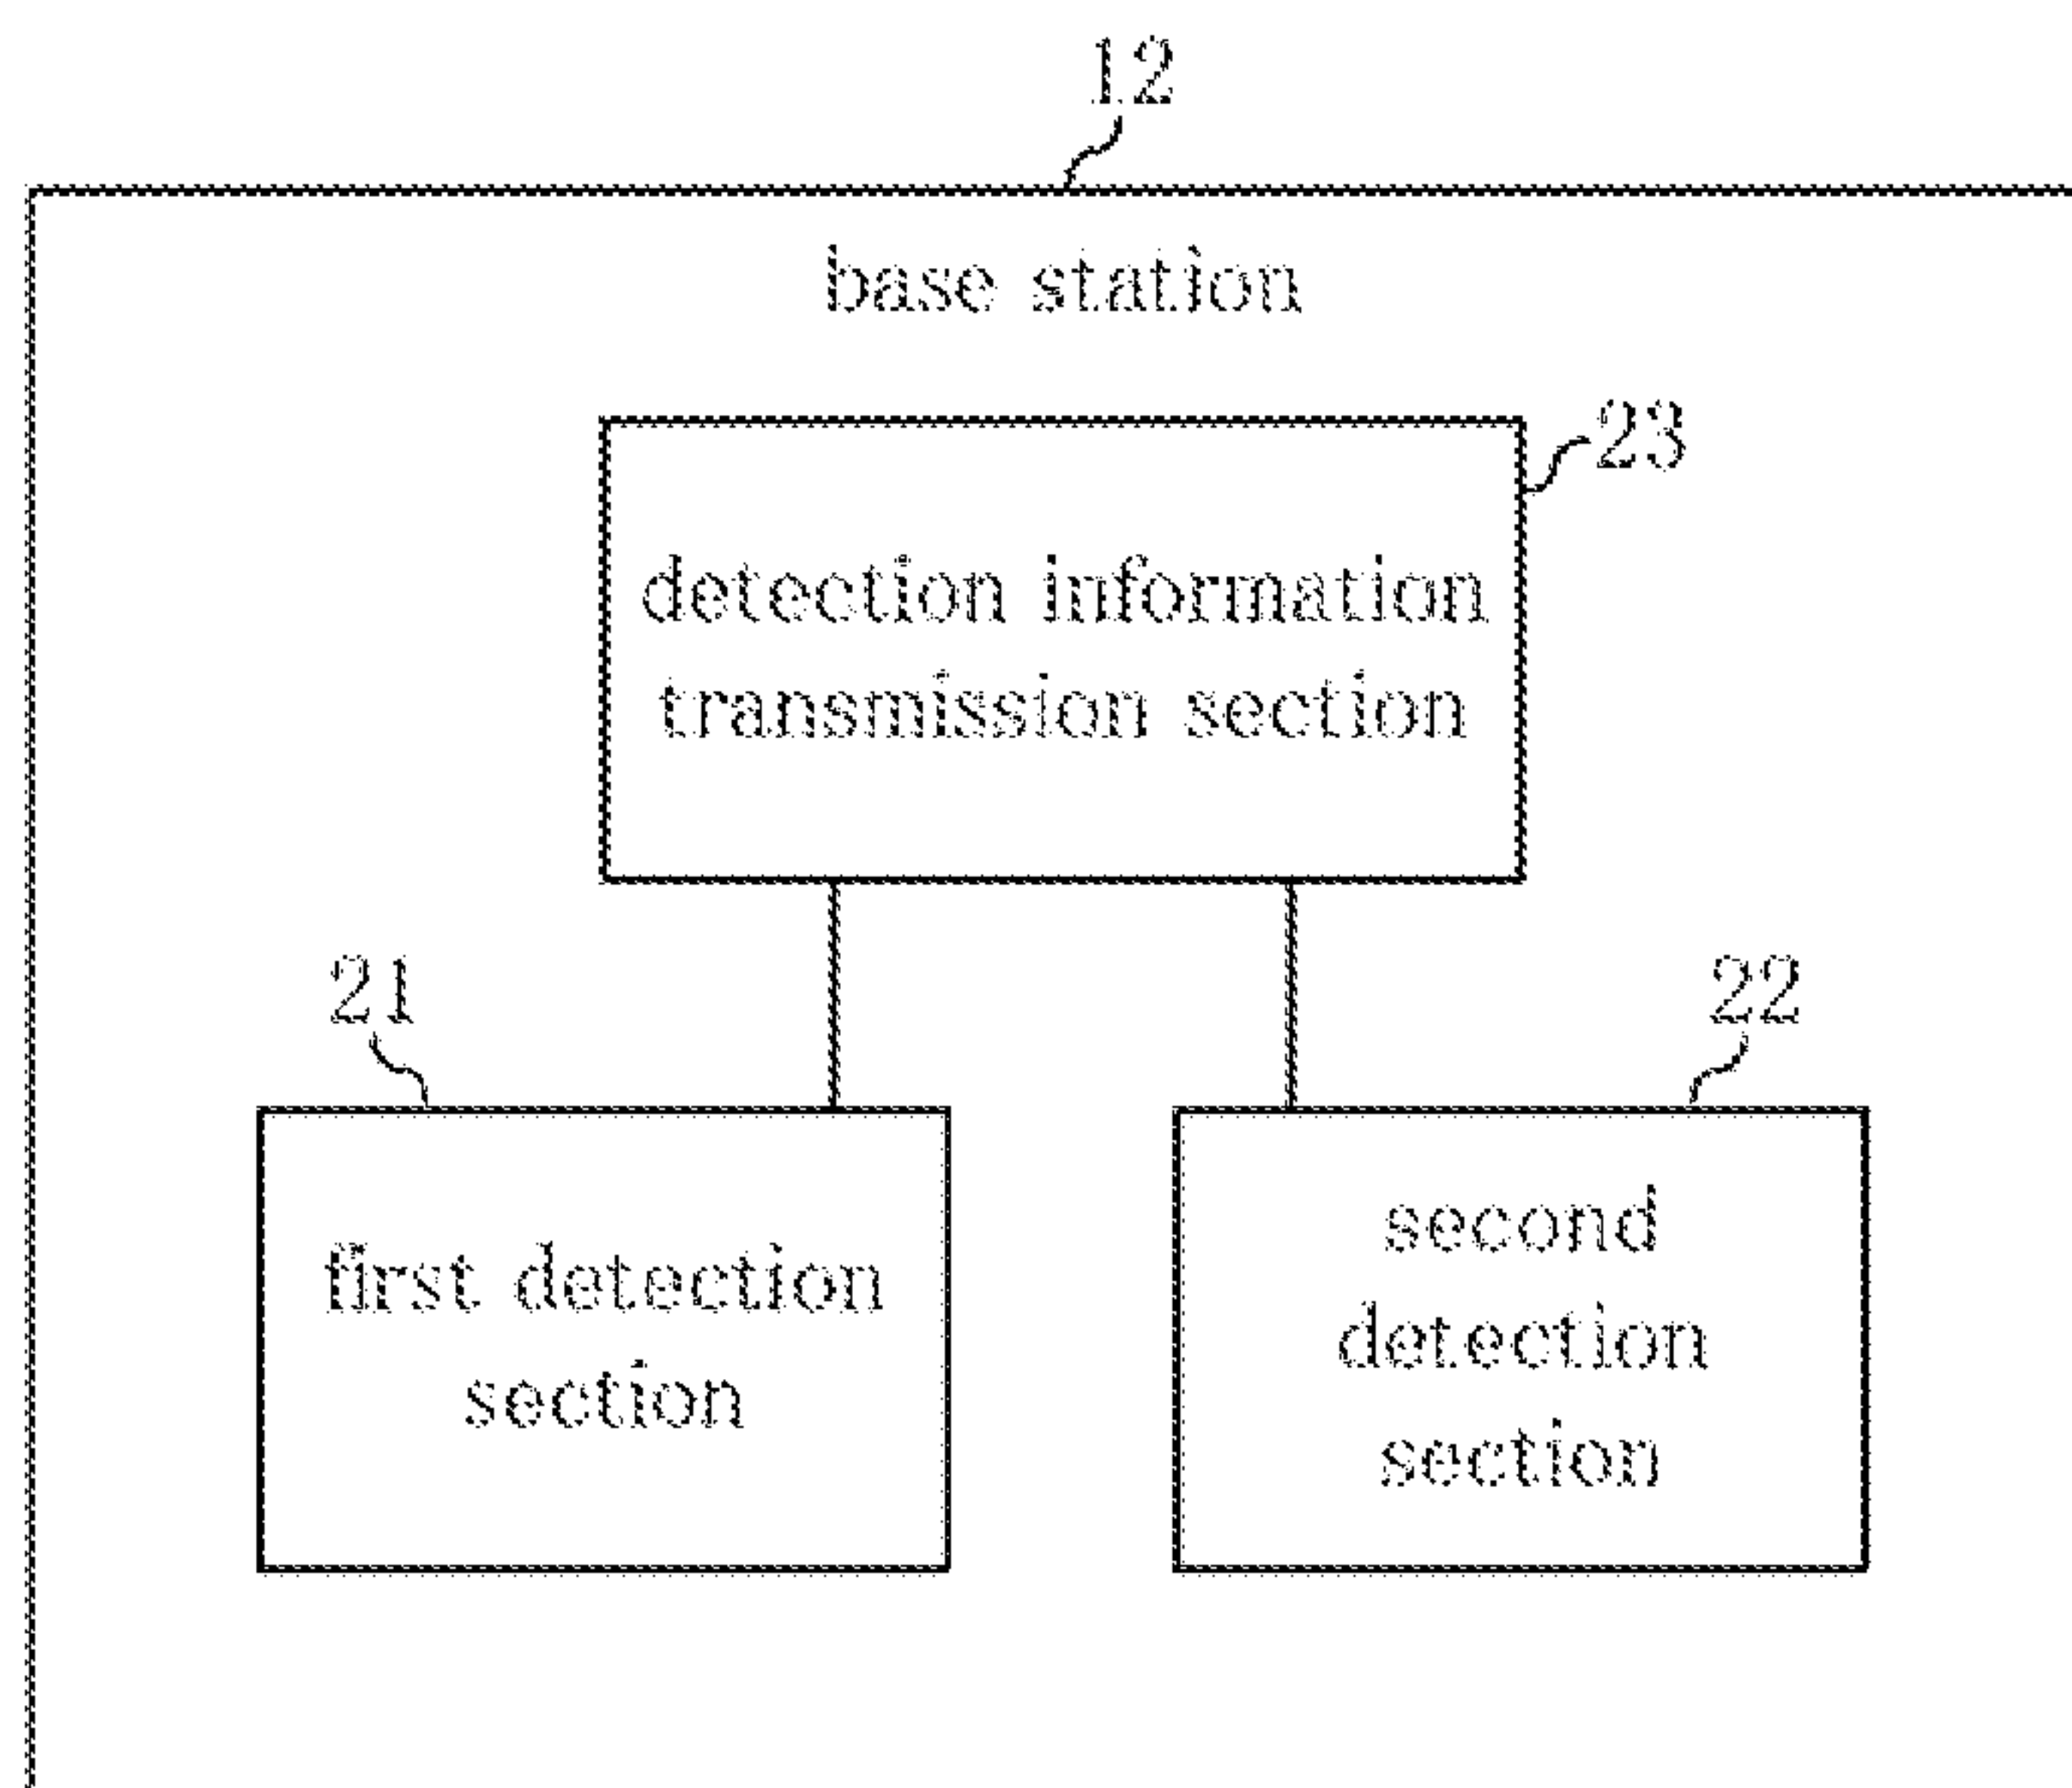 12
base station
23
detection information
transmission section
21
22
first detection
section
second
detection
section